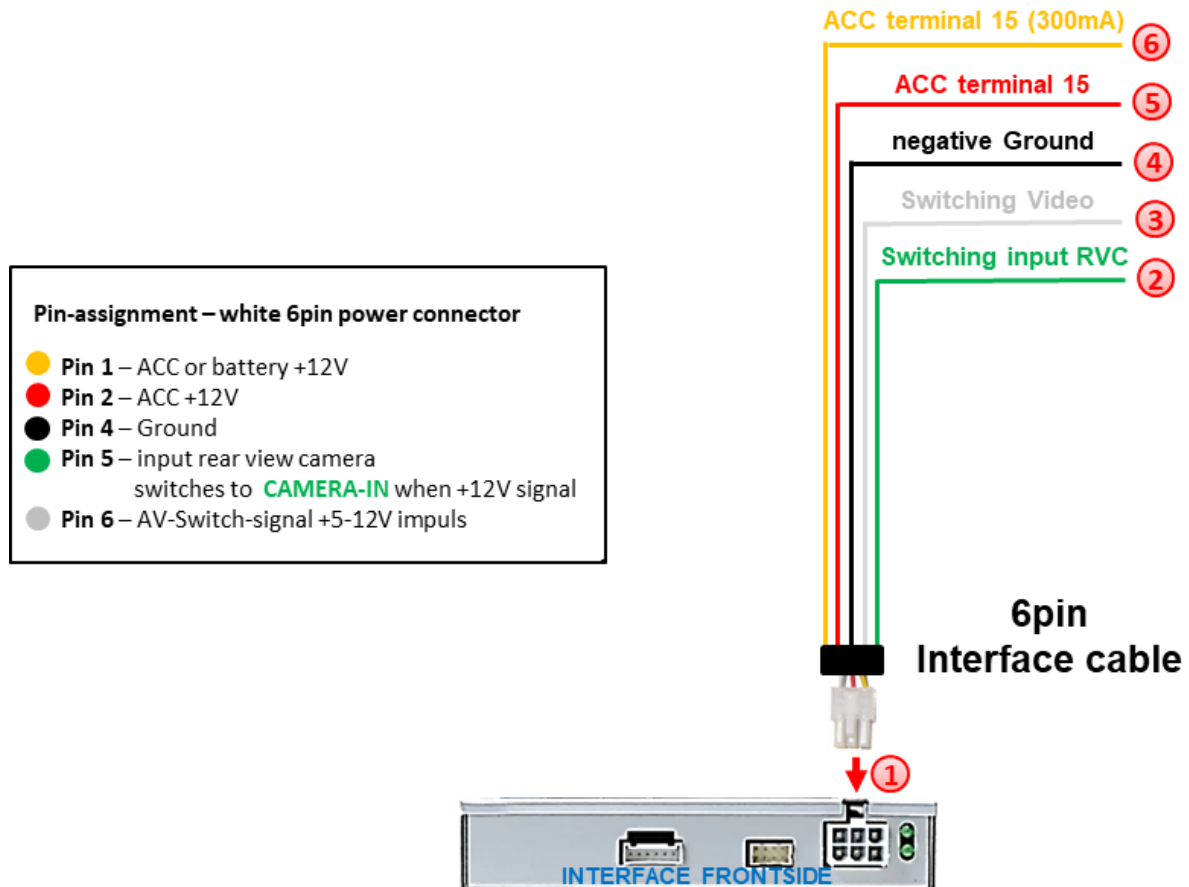 ACC terminal 15 (300mA)
6
ACC terminal 15
5
negative Ground
4
Switching Video
3
Switching input RVC
2
Pin-assignment – white 6pin power connector
Pin 1 – ACC or battery +12V
Pin 2 – ACC +12V
Pin 4 – Ground
Pin 5 – input rear view camera
switches to CAMERA-IN when +12V signal
Pin 6 – AV-Switch-signal +5-12V impuls
6pin
Interface cable
1
INTERFACE FRONTSIDE